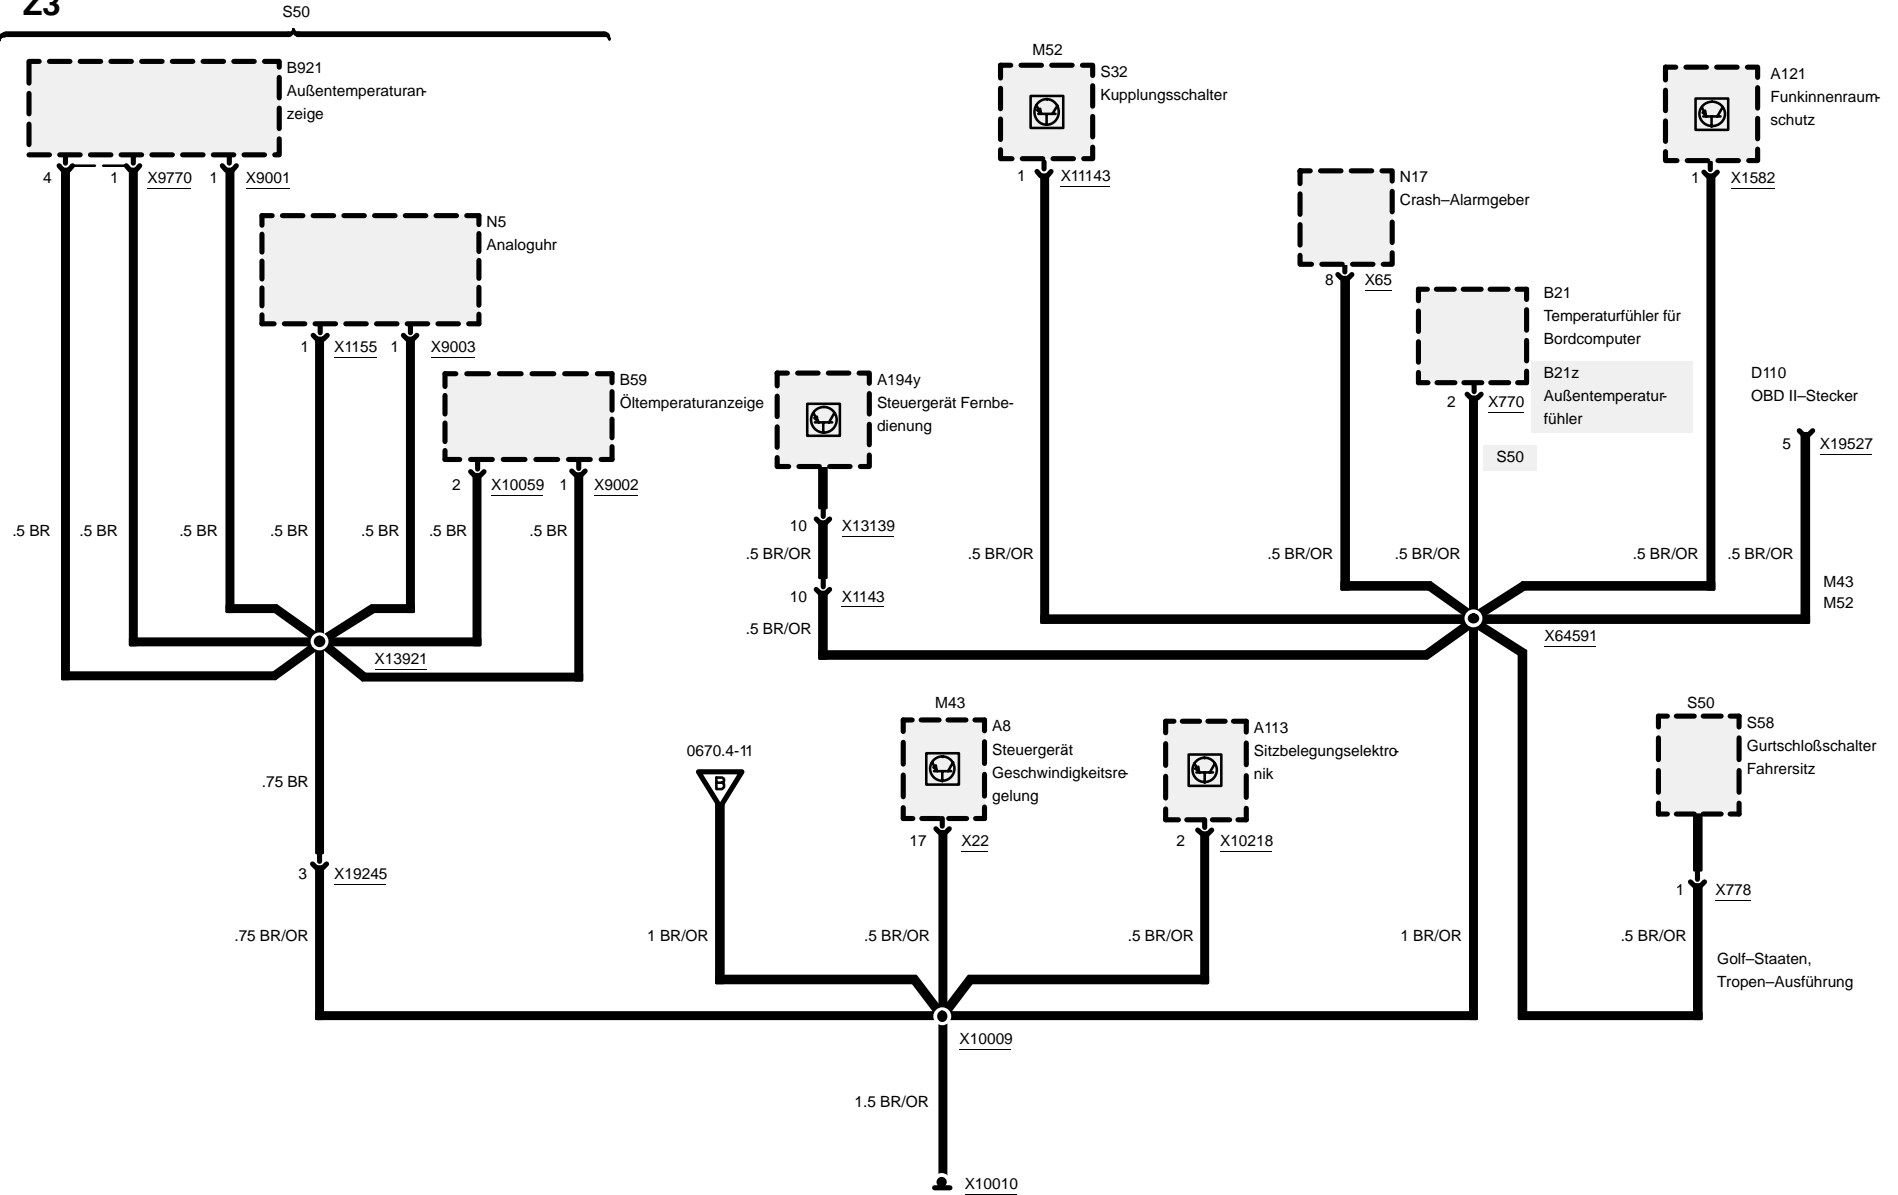 Z3
S50
B921
Außentemperaturan-
zeige
4
1
X9770
1
X9001
N5
Analoguhr
1
X1155
1
X9003
B59
Öltemperaturanzeige
2
X10059
1
X9002
.5 BR
.5 BR
.5 BR
.5 BR
.5 BR
.5 BR
.5 BR
X13921
.75 BR
3
X19245
.75 BR/OR
M52
S32
Kupplungsschalter
1
X11143
A121
Funkinnenraum-
schutz
1
X1582
N17
Crash–Alarmgeber
8
X65
B21
Temperaturfühler für
Bordcomputer
B21z
Außentemperatur-
fühler
2
X770
S50
D110
OBD II–Stecker
5
X19527
A194y
Steuergerät Fernbe-
dienung
10
X13139
.5 BR/OR
10
X1143
.5 BR/OR
.5 BR/OR
.5 BR/OR
.5 BR/OR
.5 BR/OR
.5 BR/OR
M43
M52
X64591
0670.4-11
B
M43
A8
Steuergerät
Geschwindigkeitsre-
gelung
17
X22
A113
Sitzbelegungselektro-
nik
2
X10218
S50
S58
Gurtschloßschalter
Fahrersitz
1
X778
1 BR/OR
.5 BR/OR
.5 BR/OR
1 BR/OR
.5 BR/OR
Golf–Staaten,
Tropen–Ausführung
X10009
1.5 BR/OR
X10010